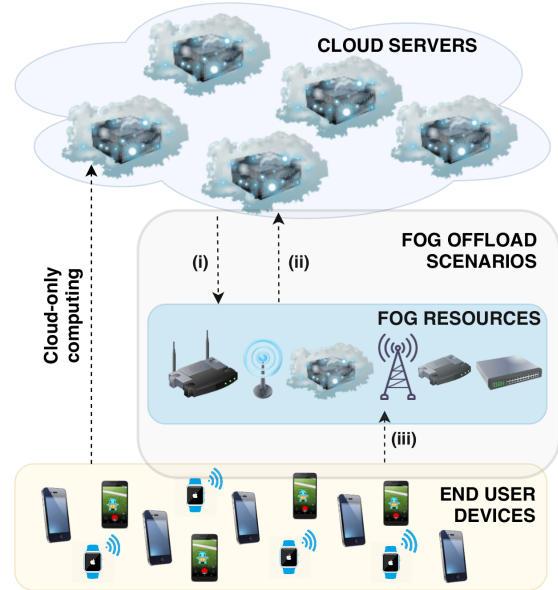 CLOUD SERVERS
(i)
(ii)
FOG OFFLOAD
SCENARIOS
Cloud-only
computing
FOG RESOURCES
(iii)
END USER
DEVICES